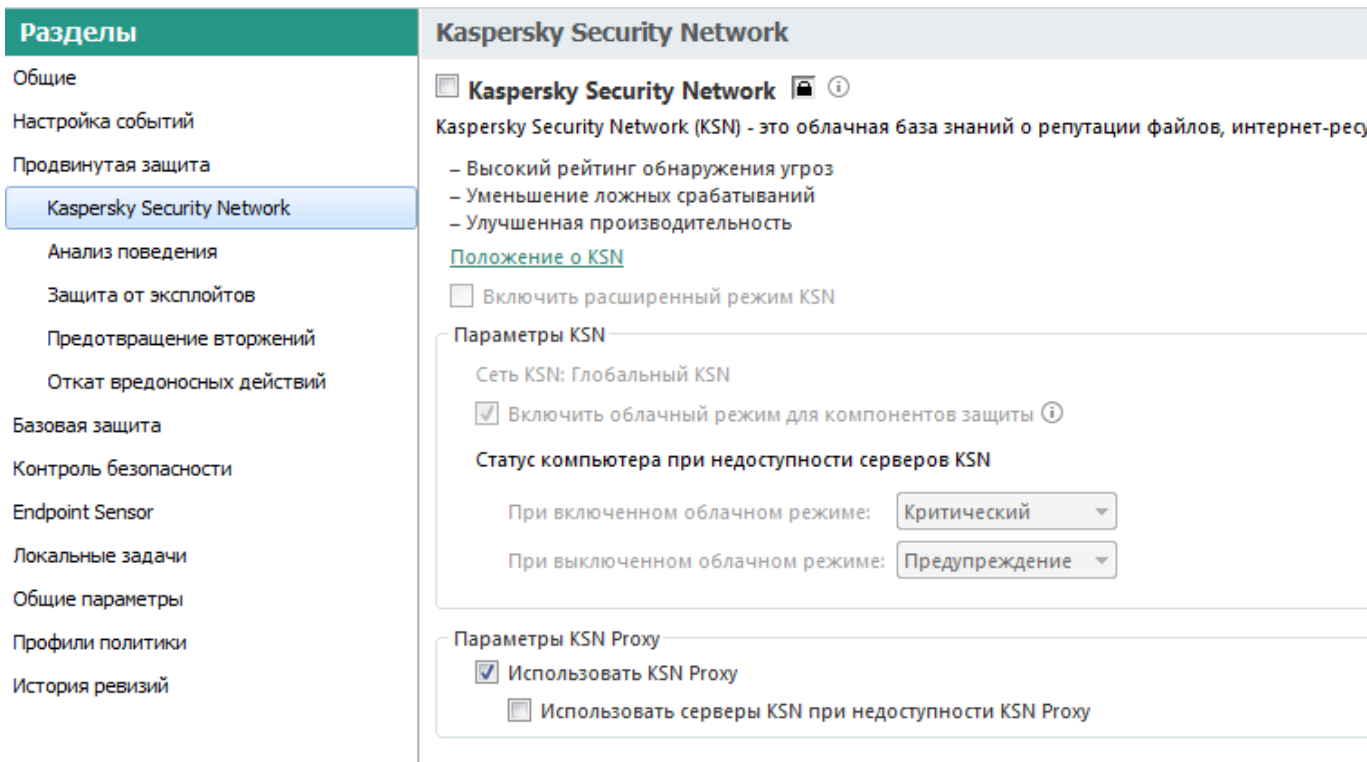 Разделы
Общие
Настройка событий
Продвинутая защита
Kaspersky Security Network
Анализ поведения
Защита от эксплойтов
Предотвращение вторжений
Откат вредоносных действий
Базовая защита
Контроль безопасности
Endpoint Sensor
Локальные задачи
Общие параметры
Профили политики
История ревизий
Kaspersky Security Network
Kaspersky Security Network
Kaspersky Security Network (KSN) - это облачная база знаний о репутации файлов, интернет-ресу
– Высокий рейтинг обнаружения угроз
– Уменьшение ложных срабатываний
– Улучшенная производительность
Положение о KSN
Включить расширенный режим KSN
Параметры KSN
Сеть KSN: Глобальный KSN
Включить облачный режим для компонентов защиты
Статус компьютера при недоступности серверов KSN
При включенном облачном режиме: Критический
При выключенном облачном режиме: Предупреждение
Параметры KSN Proxy
Использовать KSN Proxy
Использовать серверы KSN при недоступности KSN Proxy